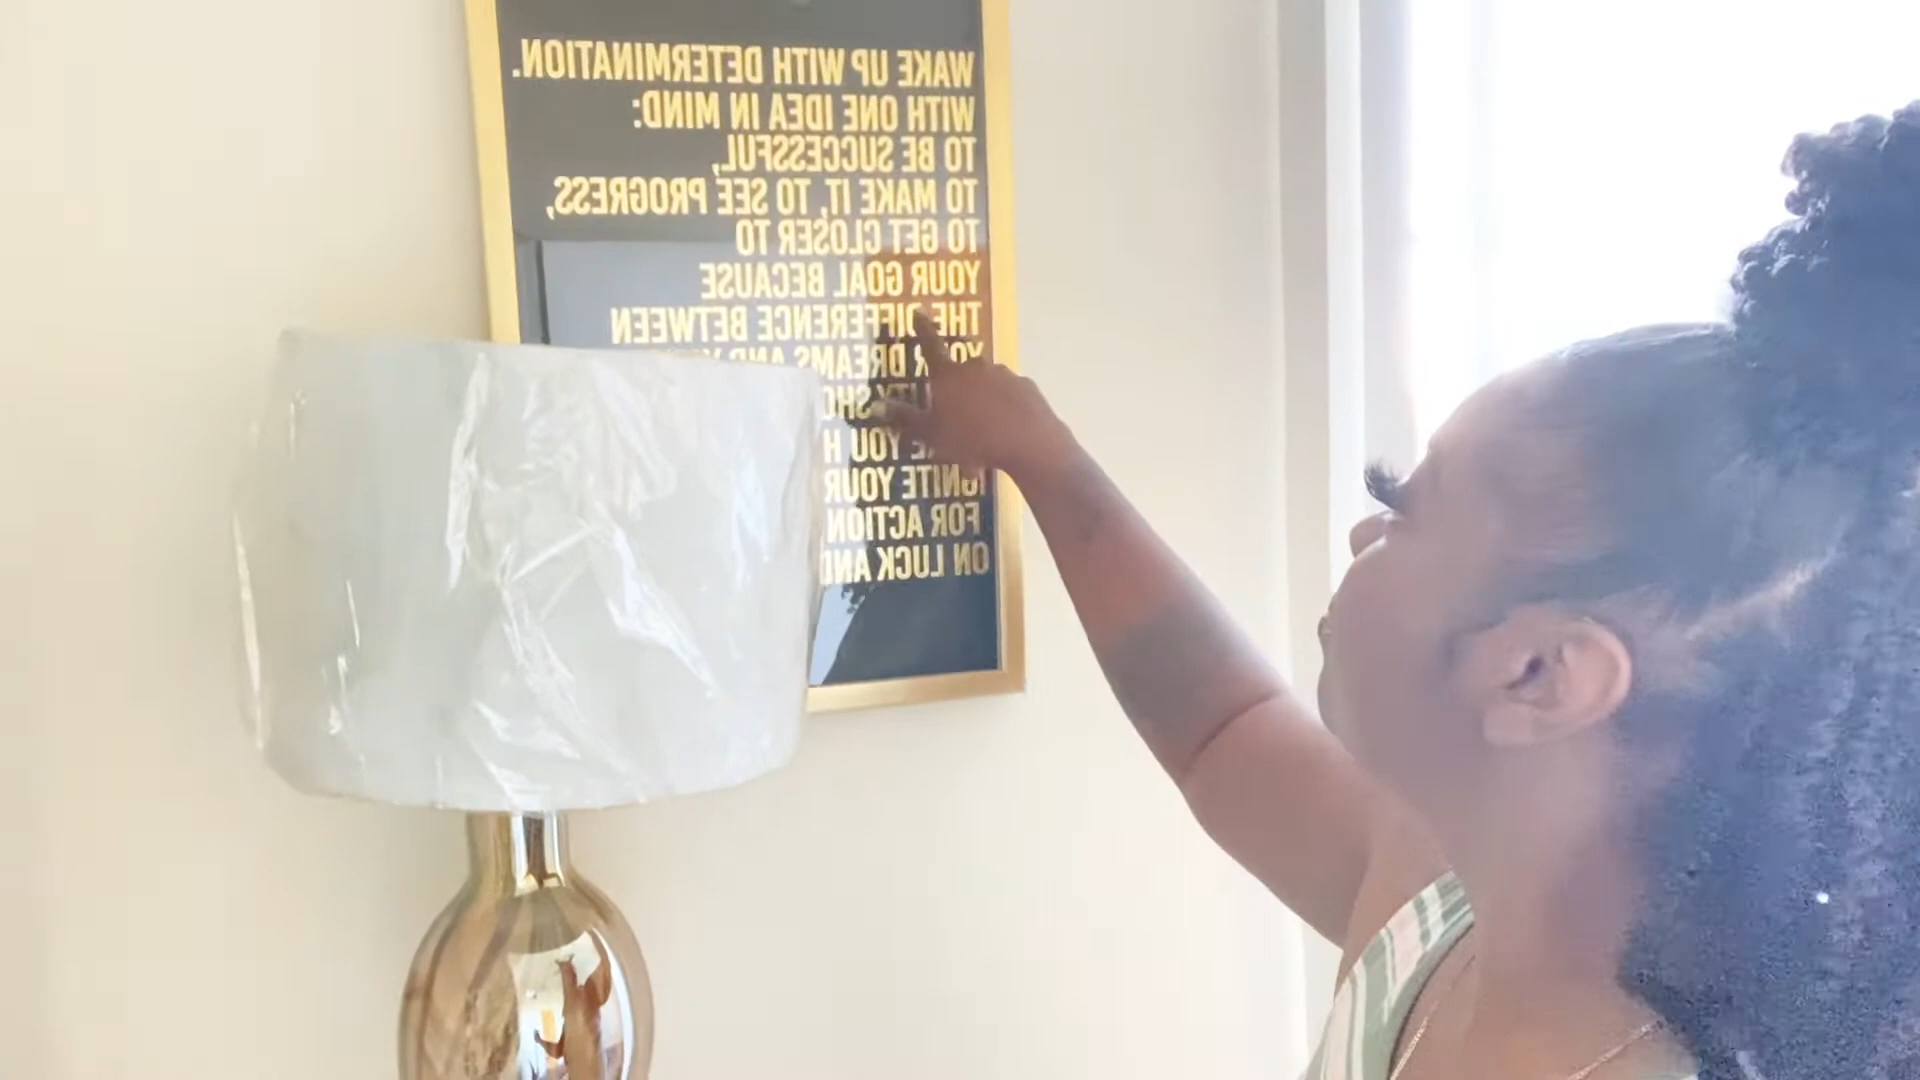 WAKE UP WITH DETERMINATION.
WITH ONE IDEA IN MIND:
TO BE SUCCESSFUL,
TO MAKE IT, TO SEE PROGRESS,
TO GET CLOSER TO
YOUR GOAL BECAUSE
THE DIFFERENCE BETWEEN
DREAMS AND
YOU
IGNITE YOUR
FOR ACTION
ON LUCK AND